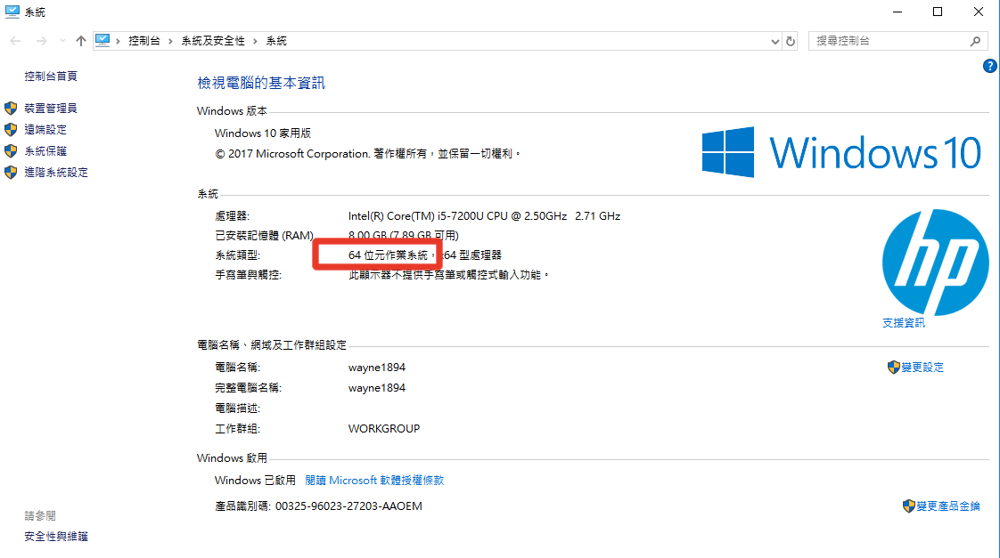 系統
控制台 系統及安全性 系統
搜尋控制台
控制台首頁
裝置管理員
遠端設定
系統保護
進階系統設定
檢視電腦的基本資訊
Windows 版本
Windows 10 家用版
© 2017 Microsoft Corporation. 著作權所有，並保留一切權利。
Windows 10
系統
處理器: Intel(R) Core(TM) i5-7200U CPU @ 2.50GHz 2.71 GHz
已安裝記憶體 (RAM) 8.00 GB (7.89 GB 可用)
系統類型: 64 位元作業系統，x64 型處理器
手寫筆與觸控: 此顯示器不提供手寫筆或觸控式輸入功能。
hp
支援資訊
電腦名稱、網域及工作群組設定
電腦名稱: wayne1894
變更設定
完整電腦名稱: wayne1894
電腦描述:
工作群組: WORKGROUP
Windows 啟用
Windows 已啟用 閱讀 Microsoft 軟體授權條款
產品識別碼: 00325-96023-27203-AAOEM
變更產品金鑰
請參閱
安全性與維護